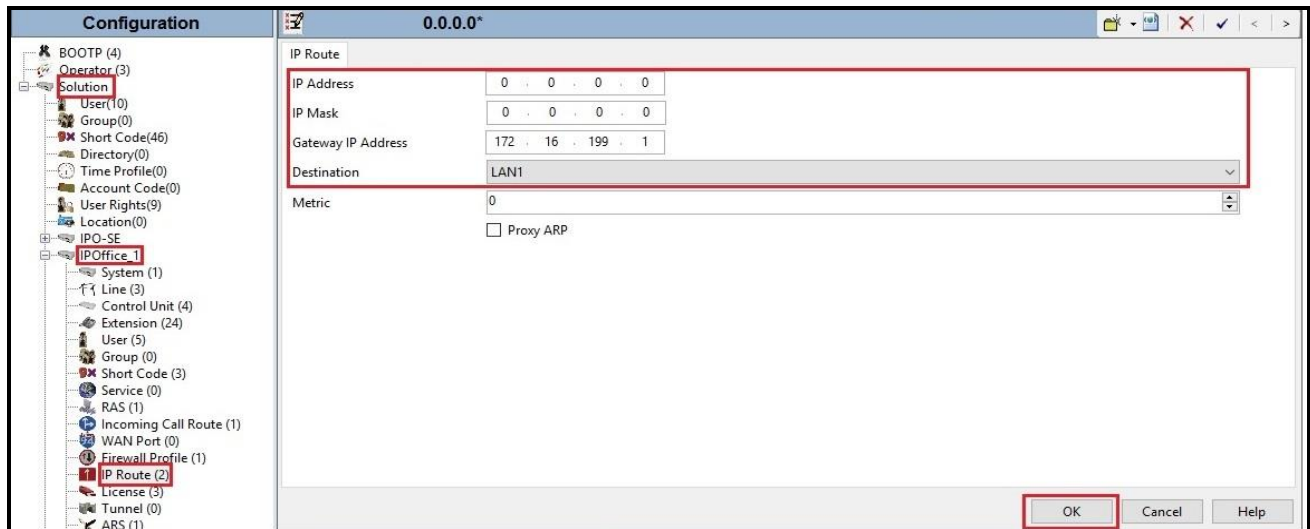 Configuration
0.0.0.0*
BOOTP (4)
Operator (3)
Solution
User(10)
Group(0)
Short Code(46)
Directory(0)
Time Profile(0)
Account Code(0)
User Rights(9)
Location(0)
IPO-SE
IPOffice_1
System (1)
Line (3)
Control Unit (4)
Extension (24)
User (5)
Group (0)
Short Code (3)
Service (0)
RAS (1)
Incoming Call Route (1)
WAN Port (0)
Firewall Profile (1)
IP Route (2)
License (3)
Tunnel (0)
ARS (1)
IP Route
IP Address 0 . 0 . 0 . 0
IP Mask 0 . 0 . 0 . 0
Gateway IP Address 172 . 16 . 199 . 1
Destination LAN1
Metric 0
Proxy ARP
OK Cancel Help